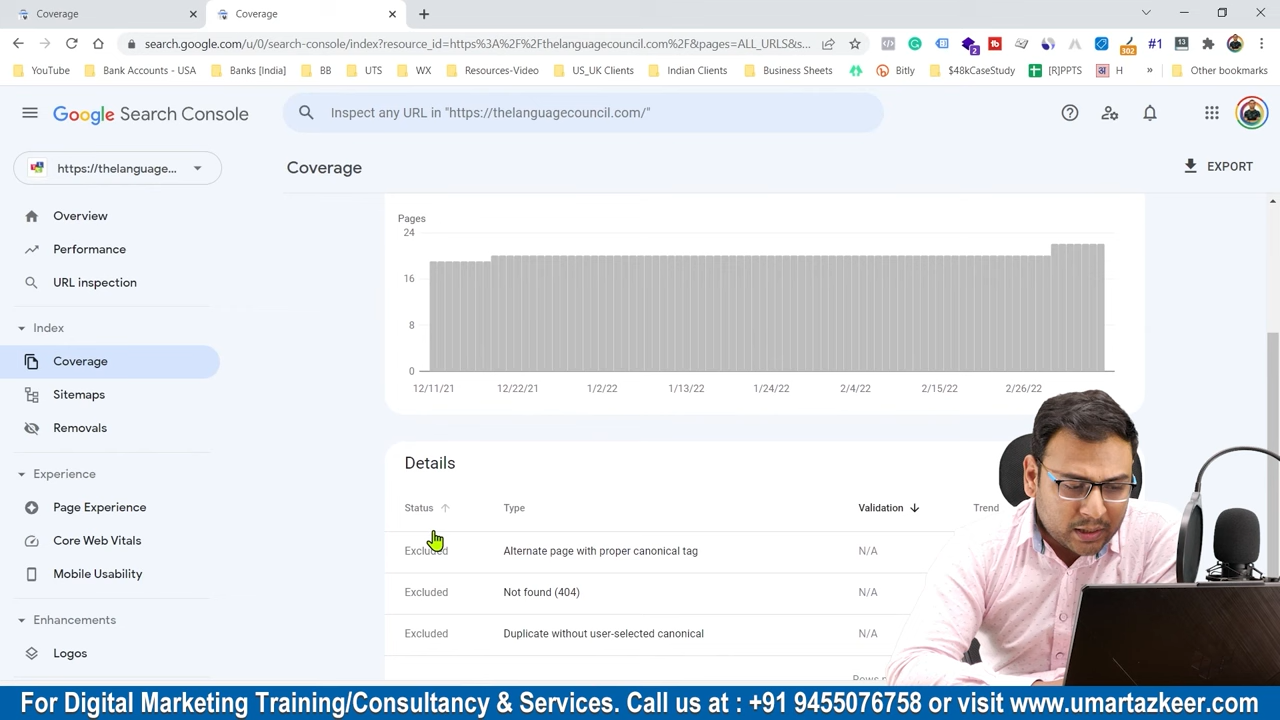 Coverage
Coverage
search.google.com/u/0/search-console/index?resource_id=https%3A%2F%2Fthelanguagecouncil.com%2F&pages=ALL_URLS&s...
302
13
#1
2
YouTube
Bank Accounts - USA
Banks [India]
BR
UTS
WX
Resources-Video
US_UK Clients
Indian Clients
Business Sheets
Bitly
$48kCaseStudy
[R]PPTS
H
»
Other bookmarks
Google Search Console
Inspect any URL in "https://thelanguagecouncil.com/"
https://thelanguage...
Coverage
EXPORT
Overview
Performance
URL inspection
Index
Coverage
Sitemaps
Removals
Experience
Page Experience
Core Web Vitals
Mobile Usability
Enhancements
Logos
Pages
24
16
8
0
12/11/21
12/22/21
1/2/22
1/13/22
1/24/22
2/4/22
2/15/22
2/26/22
Details
Status
Type
Validation
Trend
Excluded
Alternate page with proper canonical tag
N/A
Excluded
Not found (404)
N/A
Excluded
Duplicate without user-selected canonical
N/A
For Digital Marketing Training/Consultancy & Services. Call us at : +91 9455076758 or visit www.umartazkeer.com